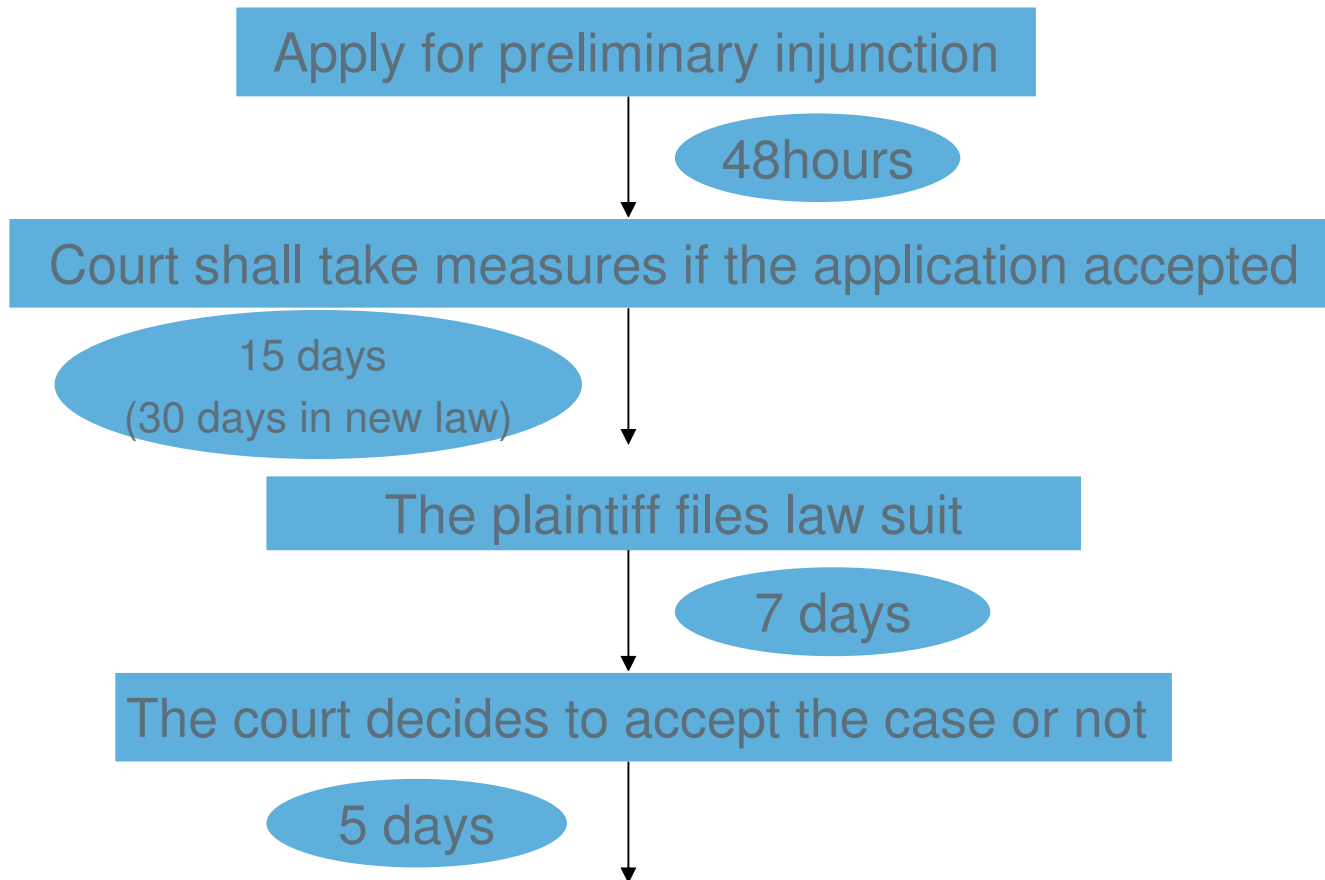 Apply for preliminary injunction
48hours
Court shall take measures if the application accepted
15 days
(30 days in new law)
The plaintiff files law suit
7 days
The court decides to accept the case or not
5 days